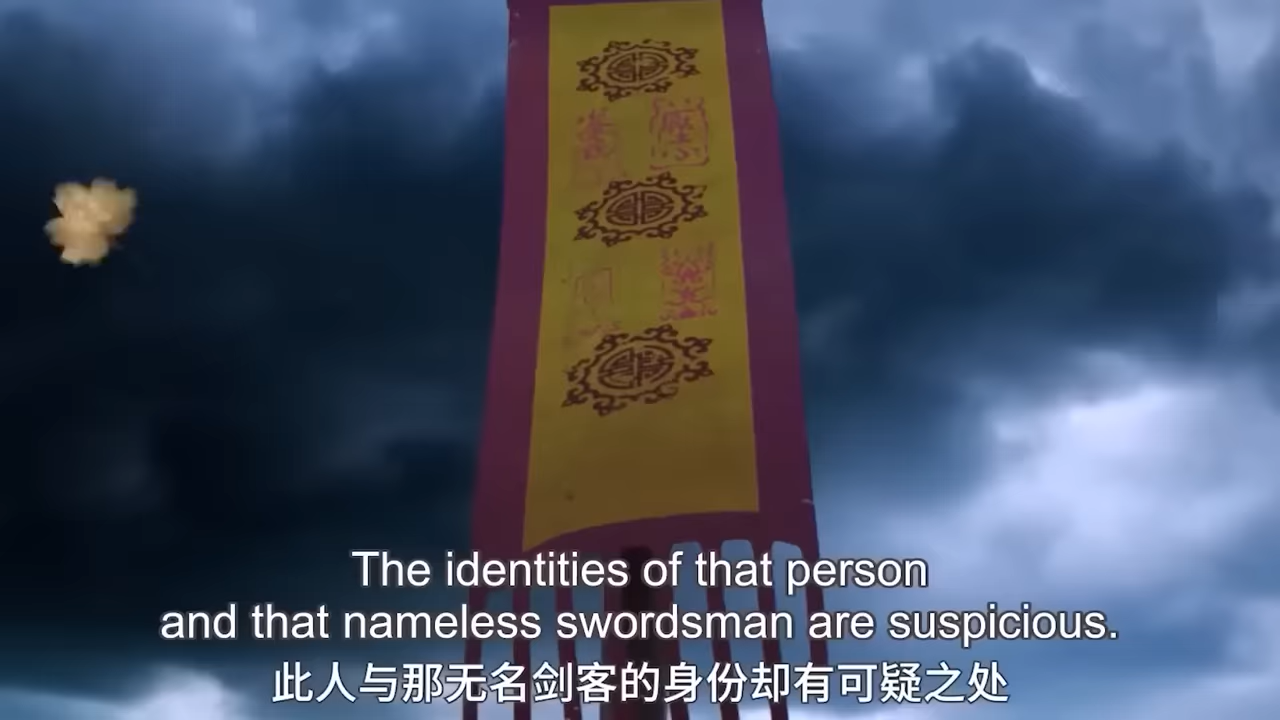 The identities of that person
and that nameless swordsman are suspicious.
此人与那无名剑客的身份却有可疑之处